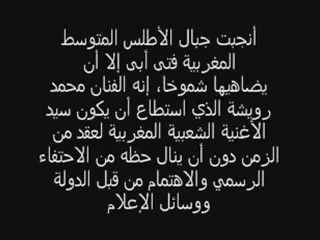 أنجبت جبال الأطلس المتوسط
المغربية فتى أبى إلا أن
يضاهيها شموخا، إنه الفنان محمد
رويشة الذي استطاع أن يكون سيد
الأغنية الشعبية المغربية لعقد من
الزمن دون أن ينال حظه من الاحتفاء
الرسمي والاهتمام من قبل الدولة
ووسائل الإعلام